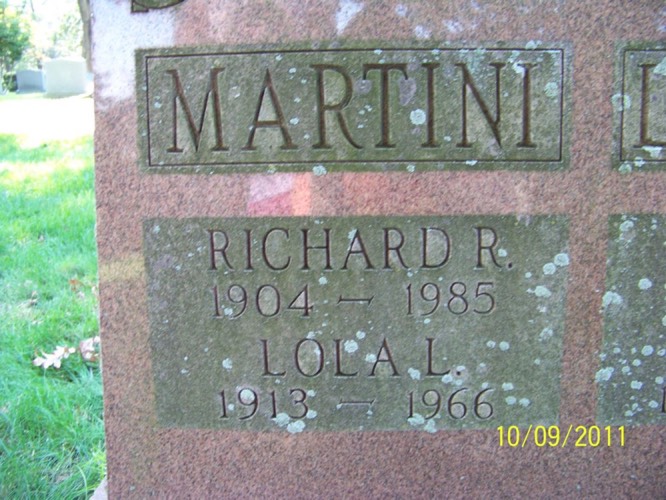 MARTINI
RICHARD R.
1904 – 1985
LOLA L.
1913 – 1966
10/09/2011